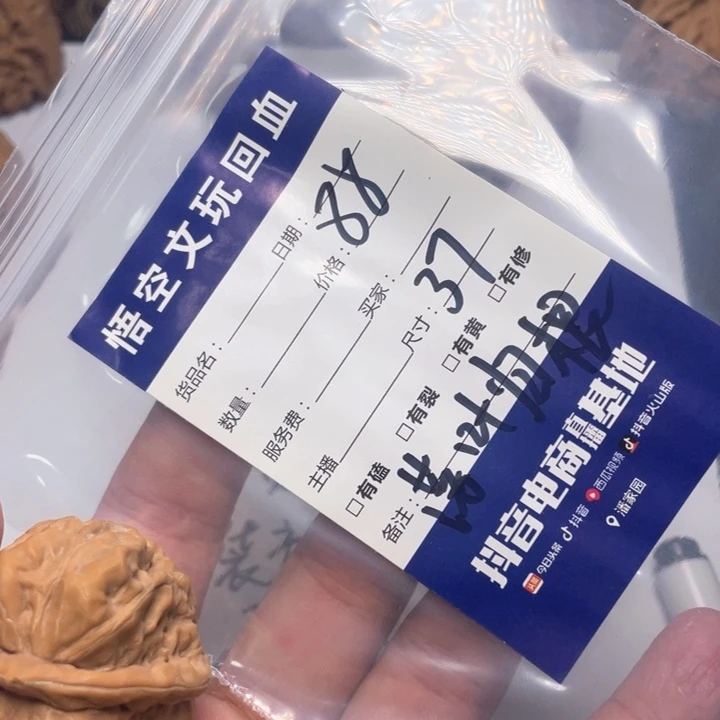 悟空文玩回血
货品名： 日期：
数量： 价格：88
服务费： 买家：
主播 尺寸：37
□有磕 □有裂 □有黄 □有修
备注：
抖音电商直播基地
今日头条 抖音 西瓜视频 抖音火山版
潘家园